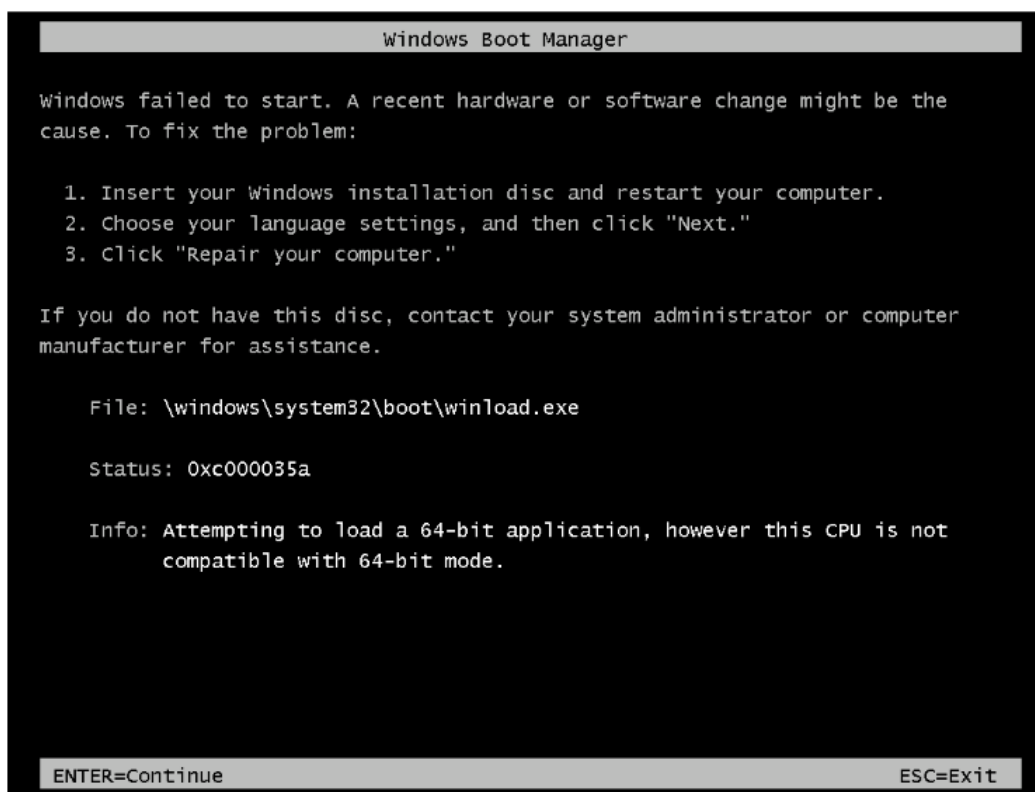 Windows Boot Manager
Windows failed to start. A recent hardware or software change might be the
cause. To fix the problem:
1. Insert your Windows installation disc and restart your computer.
2. Choose your language settings, and then click "Next."
3. Click "Repair your computer."
If you do not have this disc, contact your system administrator or computer
manufacturer for assistance.
File: \windows\system32\boot\winload.exe
Status: 0xc000035a
Info: Attempting to load a 64-bit application, however this CPU is not
compatible with 64-bit mode.
ENTER=Continue ESC=Exit